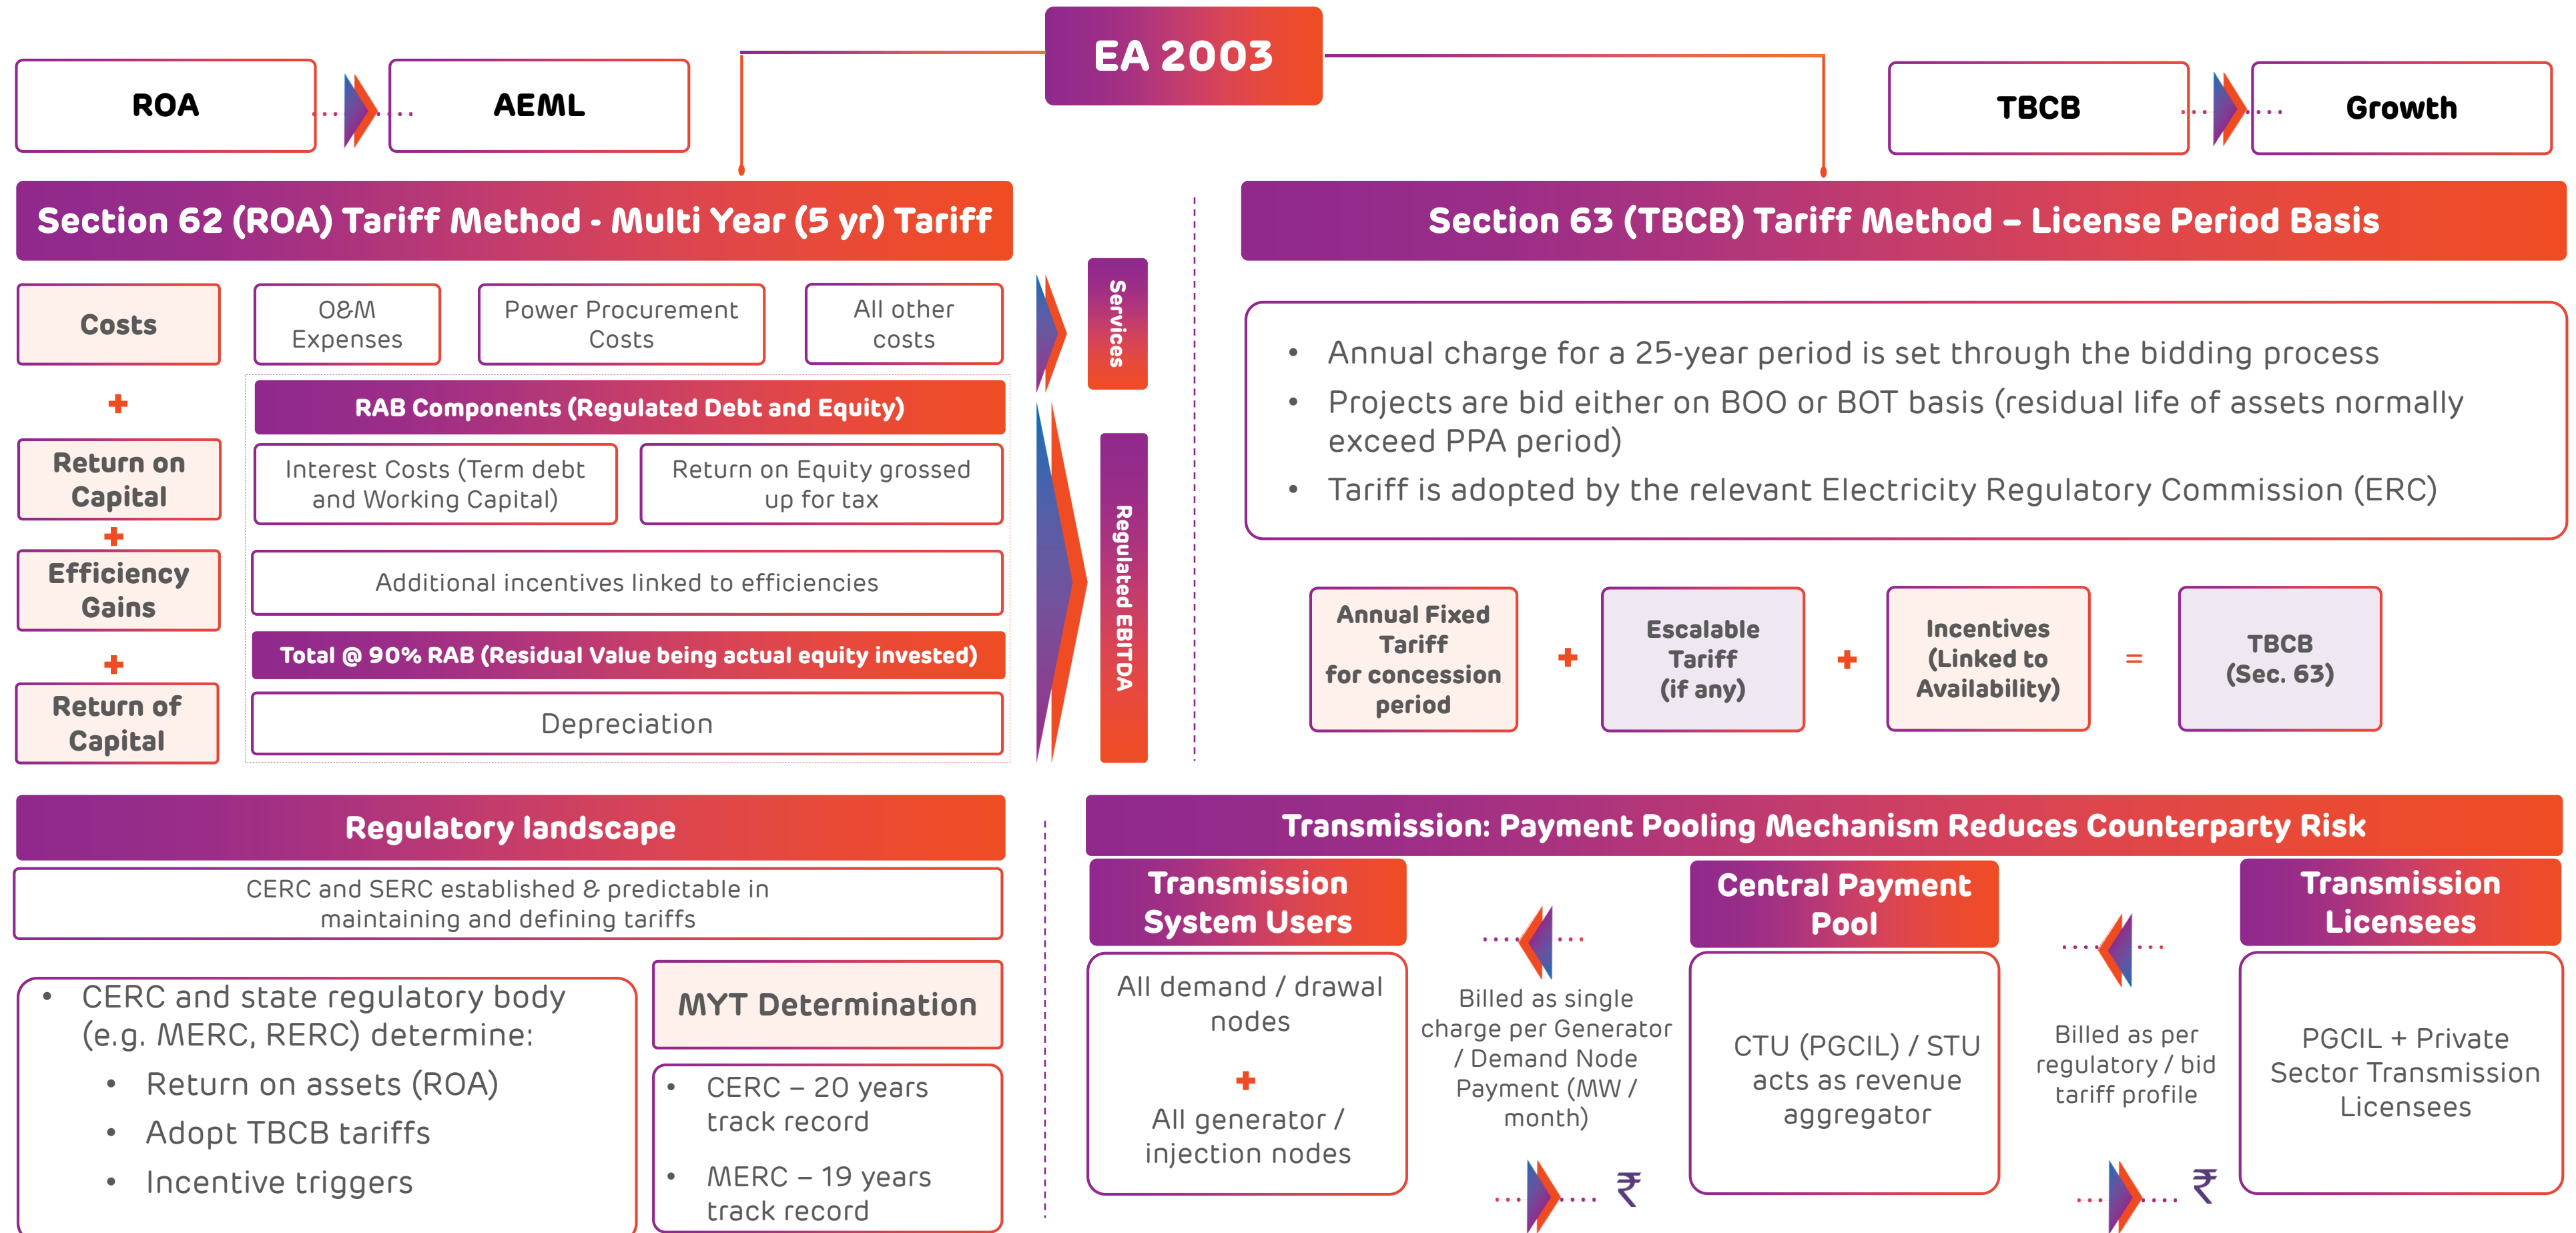 EA 2003
ROA
AEML
TBCB
Growth
Section 62 (ROA) Tariff Method - Multi Year (5 yr) Tariff
Costs
O&M
Expenses
Power Procurement
Costs
All other
costs
+
RAB Components (Regulated Debt and Equity)
Return on
Capital
Interest Costs (Term debt
and Working Capital)
Return on Equity grossed
up for tax
+
Efficiency
Gains
Additional incentives linked to efficiencies
+
Total @ 90% RAB (Residual Value being actual equity invested)
Return of
Capital
Depreciation
Services
Regulated EBITDA
Section 63 (TBCB) Tariff Method – License Period Basis
• Annual charge for a 25-year period is set through the bidding process
• Projects are bid either on BOO or BOT basis (residual life of assets normally
exceed PPA period)
• Tariff is adopted by the relevant Electricity Regulatory Commission (ERC)
Annual Fixed
Tariff
for concession
period
+
Escalable
Tariff
(if any)
+
Incentives
(Linked to
Availability)
=
TBCB
(Sec. 63)
Regulatory landscape
CERC and SERC established & predictable in
maintaining and defining tariffs
• CERC and state regulatory body
(e.g. MERC, RERC) determine:
• Return on assets (ROA)
• Adopt TBCB tariffs
• Incentive triggers
MYT Determination
• CERC – 20 years
track record
• MERC – 19 years
track record
Transmission: Payment Pooling Mechanism Reduces Counterparty Risk
Transmission
System Users
All demand / drawal
nodes
+
All generator /
injection nodes
Billed as single
charge per Generator
/ Demand Node
Payment (MW /
month)
₹
Central Payment
Pool
CTU (PGCIL) / STU
acts as revenue
aggregator
Billed as per
regulatory / bid
tariff profile
₹
Transmission
Licensees
PGCIL + Private
Sector Transmission
Licensees